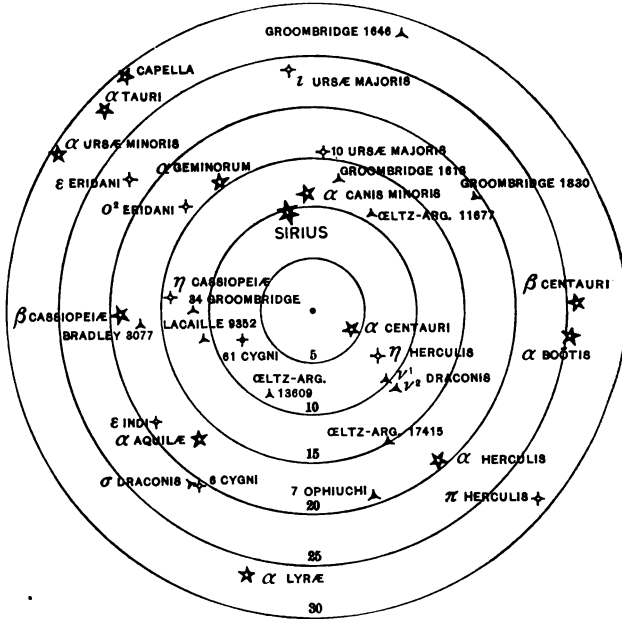 GROOMBRIDGE 1646
CAPELLA
ι URSÆ MAJORIS
α TAURI
α URSÆ MINORIS
10 URSÆ MAJORIS
α GEMINORUM
GROOMBRIDGE 1618
ε ERIDANI
α CANIS MINORIS
GROOMBRIDGE 1830
ο² ERIDANI
ŒLTZ-ARG. 11677
SIRIUS
η CASSIOPEIÆ
β CENTAURI
34 GROOMBRIDGE
β CASSIOPEIÆ
LACAILLE 9352
α CENTAURI
BRADLEY 3077
α BOÖTIS
61 CYGNI
η HERCULIS
5
ŒLTZ-ARG.
13609
ν¹
ν² DRACONIS
10
ε INDI
ŒLTZ-ARG. 17415
α AQUILÆ
15
α HERCULIS
σ DRACONIS
6 CYGNI
7 OPHIUCHI
π HERCULIS
20
25
α LYRÆ
30